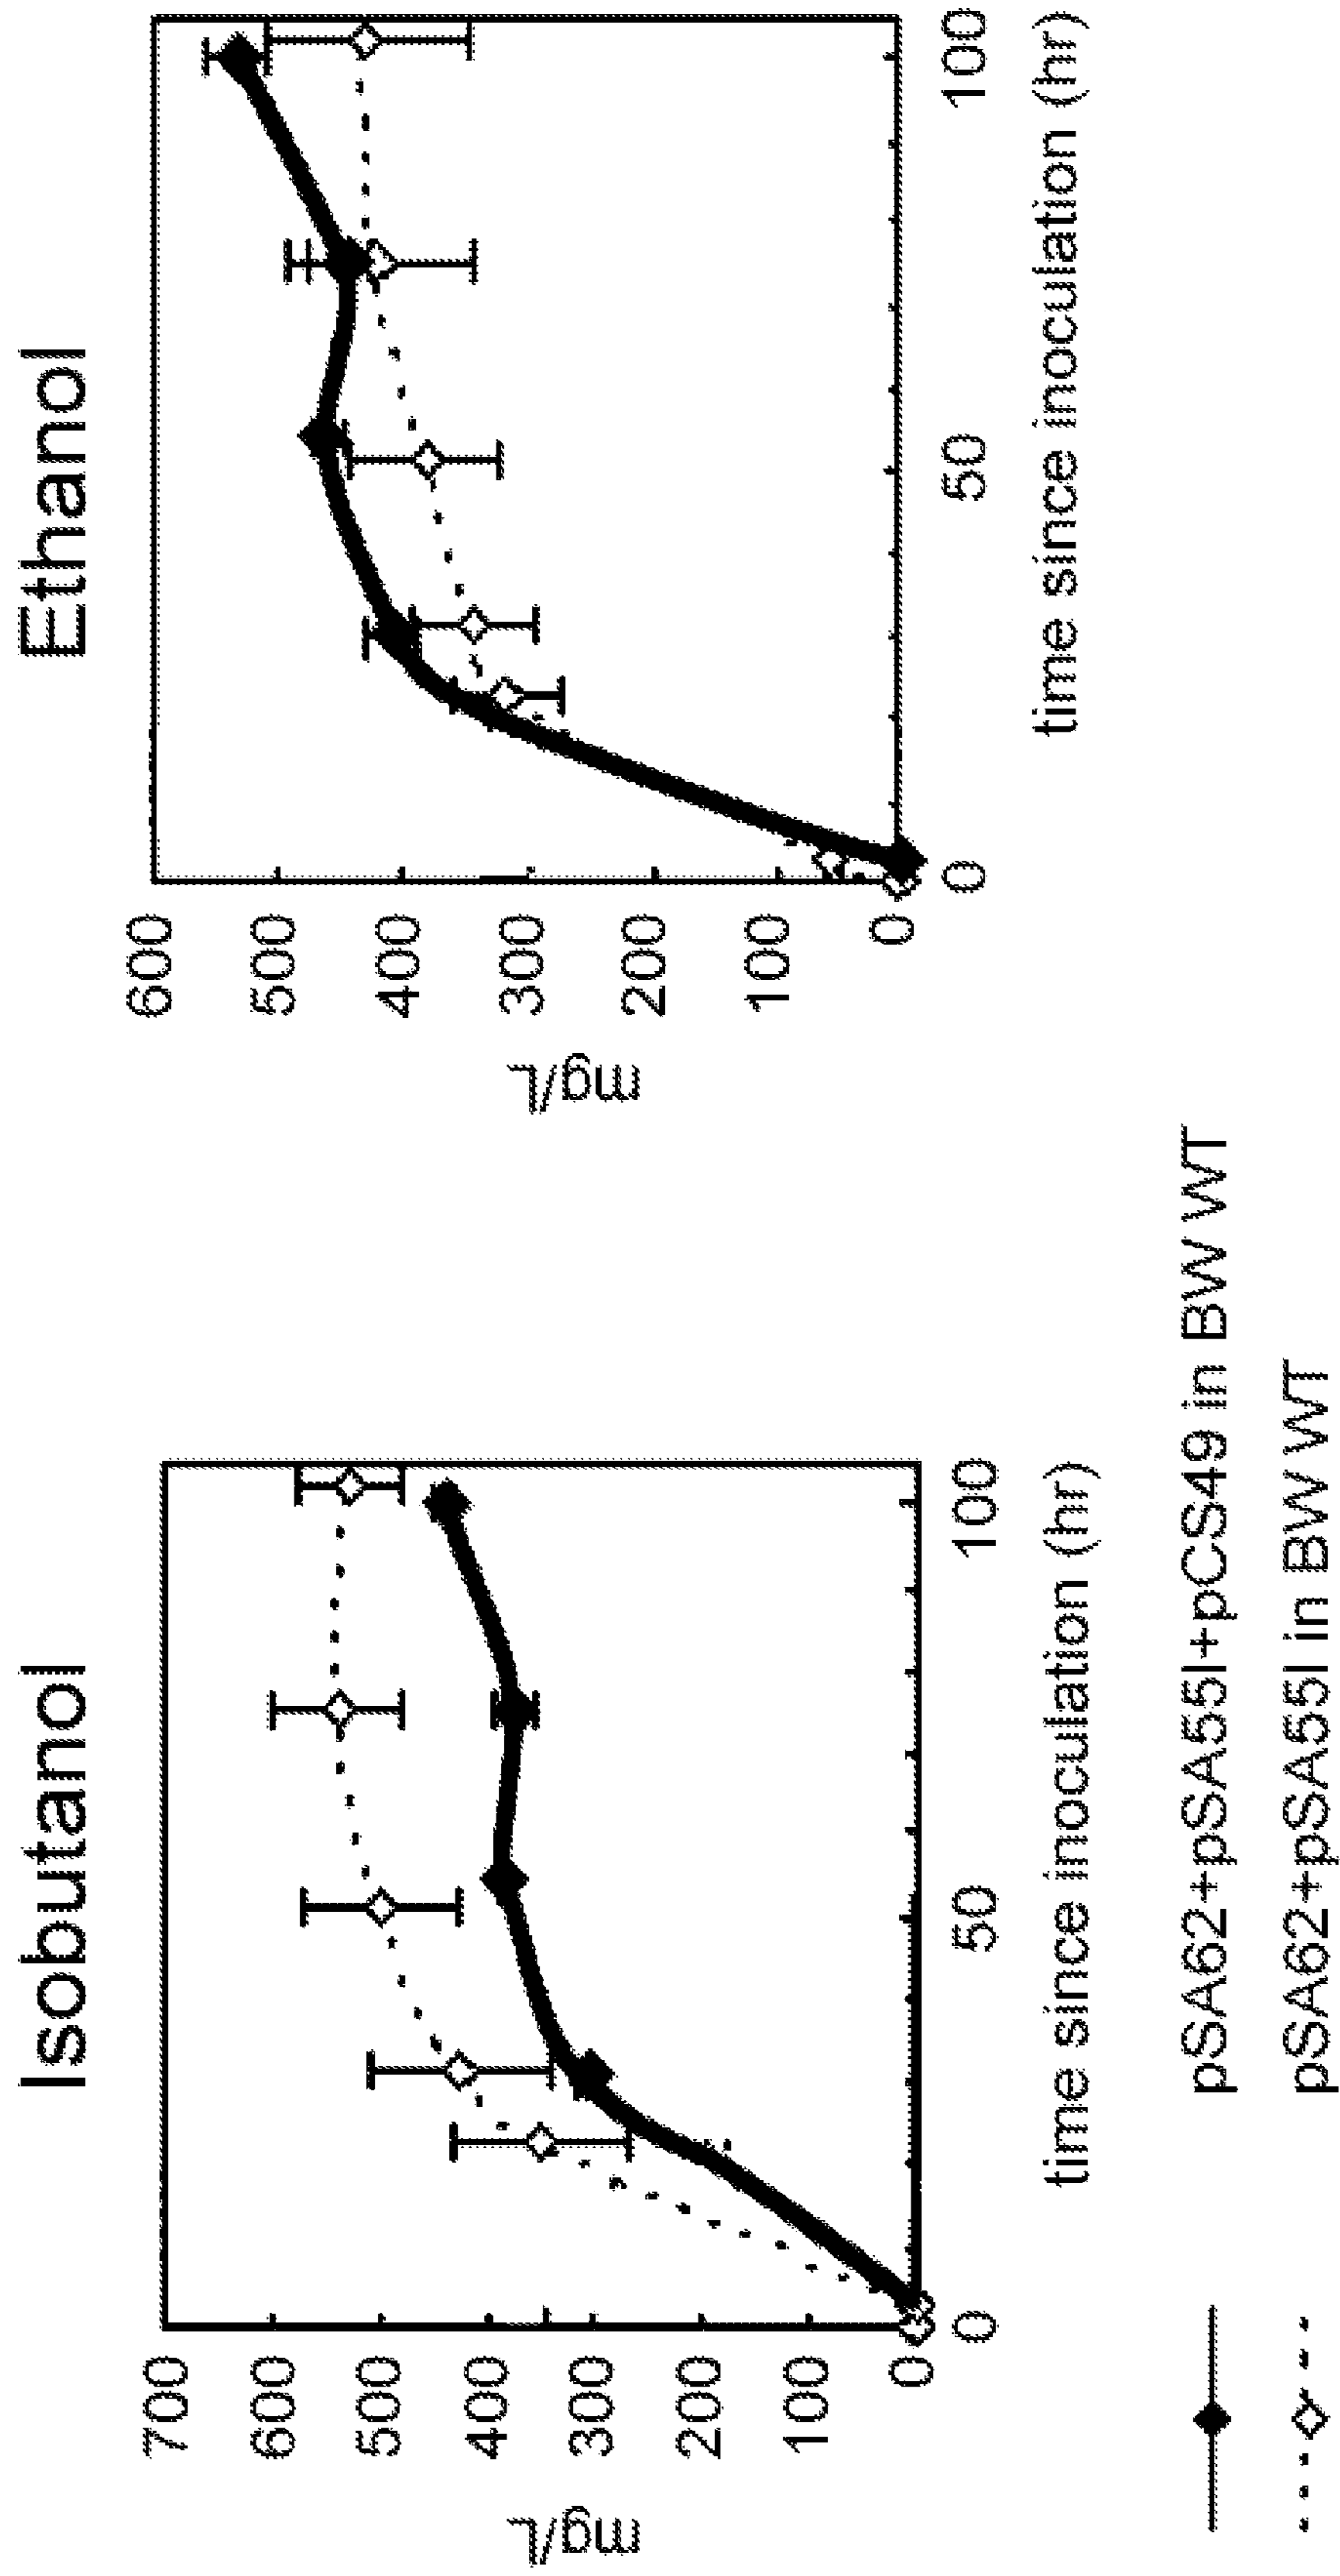 Isobutanol
700
600
500
400
300
200
100
0
mg/L
0
50
100
time since inoculation (hr)
Ethanol
600
500
400
300
200
100
0
mg/L
0
50
100
time since inoculation (hr)
pSA62+pSA55I+pCS49 in BW WT
pSA62+pSA55I in BW WT